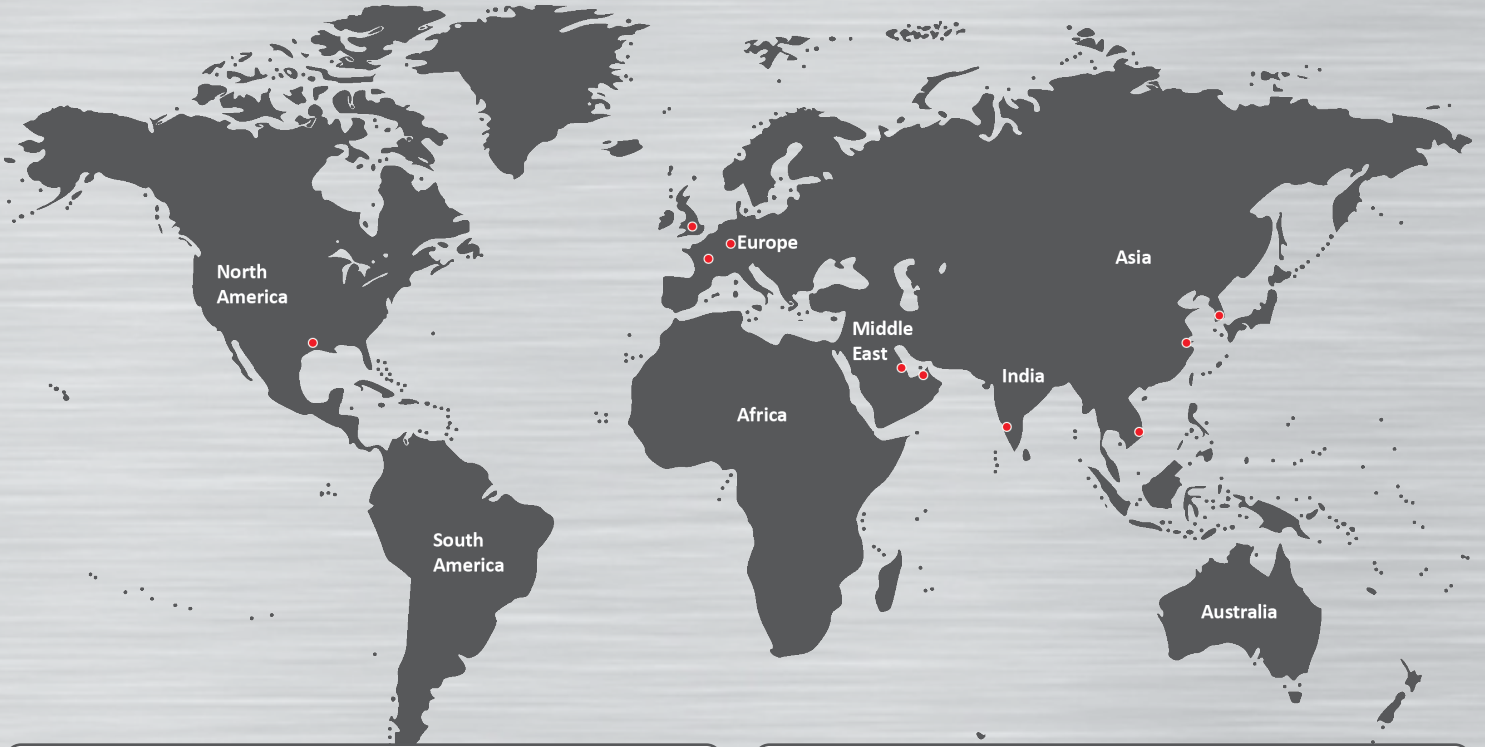 North
America
Europe
Asia
Middle
East
India
Africa
South
America
Australia